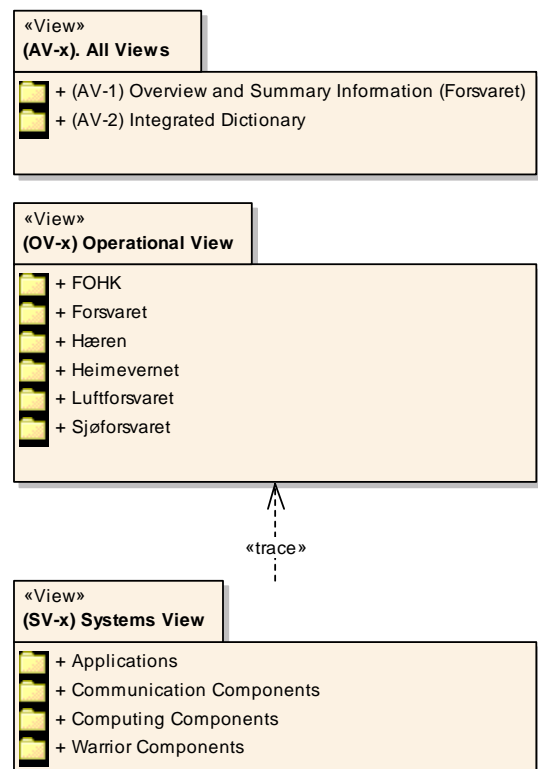 «View»
(AV-x). All Views
+ (AV-1) Overview and Summary Information (Forsvaret)
+ (AV-2) Integrated Dictionary
«View»
(OV-x) Operational View
+ FOHK
+ Forsvaret
+ Hæren
+ Heimevernet
+ Luftforsvaret
+ Sjøforsvaret
«trace»
«View»
(SV-x) Systems View
+ Applications
+ Communication Components
+ Computing Components
+ Warrior Components